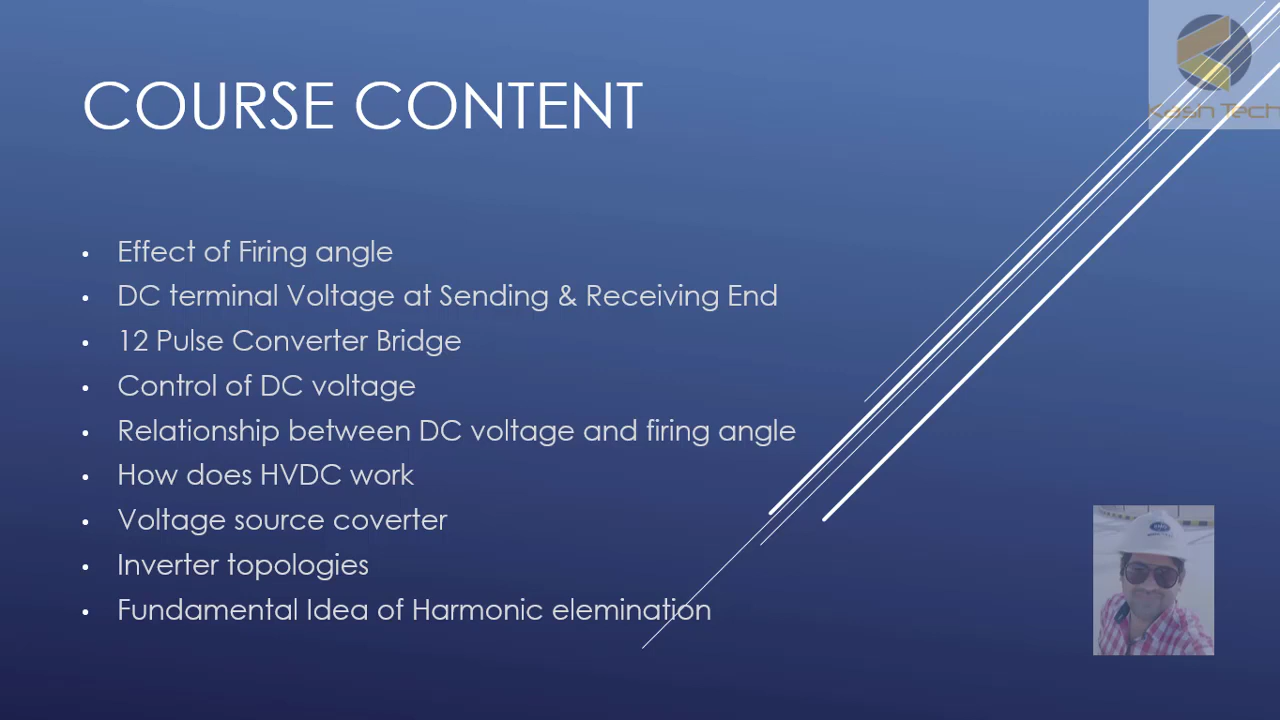 Kash Tech
COURSE CONTENT
• Effect of Firing angle
• DC terminal Voltage at Sending & Receiving End
• 12 Pulse Converter Bridge
• Control of DC voltage
• Relationship between DC voltage and firing angle
• How does HVDC work
• Voltage source coverter
• Inverter topologies
• Fundamental Idea of Harmonic elemination